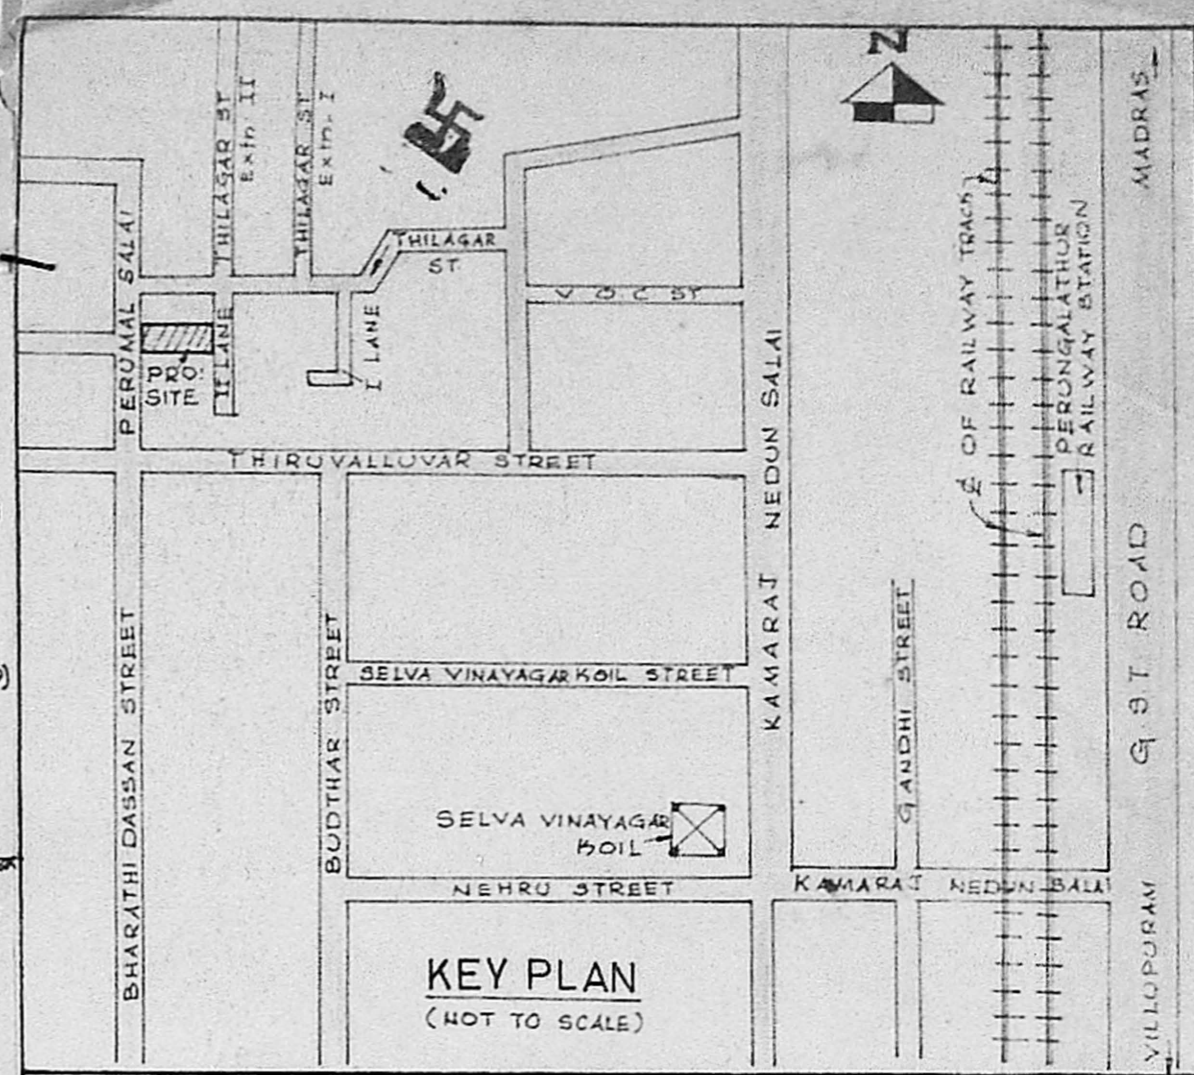 N
MADRAS
THILAGAR ST
Extn. II
THILAGAR ST
Extn. I
PERUMAL SALAI
THILAGAR
ST.
V.O.C ST
₵ OF RAILWAY TRACK
PERUNGALATHUR
RAILWAY STATION
PRO:
SITE
II LANE
I LANE
THIRUVALLUVAR STREET
KAMARAJ NEDUN SALAI
G S T ROAD
BHARATHI DASSAN STREET
BUDTHAR STREET
SELVA VINAYAGAR KOIL STREET
GANDHI STREET
SELVA VINAYAGAR
KOIL
NEHRU STREET
KAMARAJ NEDUN SALAI
VILLUPURAM
KEY PLAN
(NOT TO SCALE)